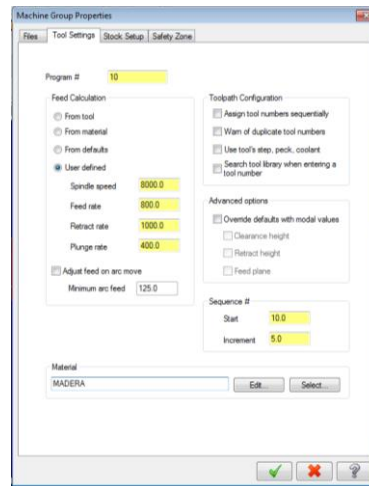 Machine Group Properties
Files Tool Settings Stock Setup Safety Zone
Program # 10
Feed Calculation
From tool
From material
From defaults
User defined
Spindle speed 8000.0
Feed rate 800.0
Retract rate 1000.0
Plunge rate 400.0
Adjust feed on arc move
Minimum arc feed 125.0
Toolpath Configuration
Assign tool numbers sequentially
Warn of duplicate tool numbers
Use tool's step, peck, coolant
Search tool library when entering a
tool number
Advanced options
Override defaults with modal values
Clearance height
Retract height
Feed plane
Sequence #
Start 10.0
Increment 5.0
Material
MADERA Edit... Select...
?